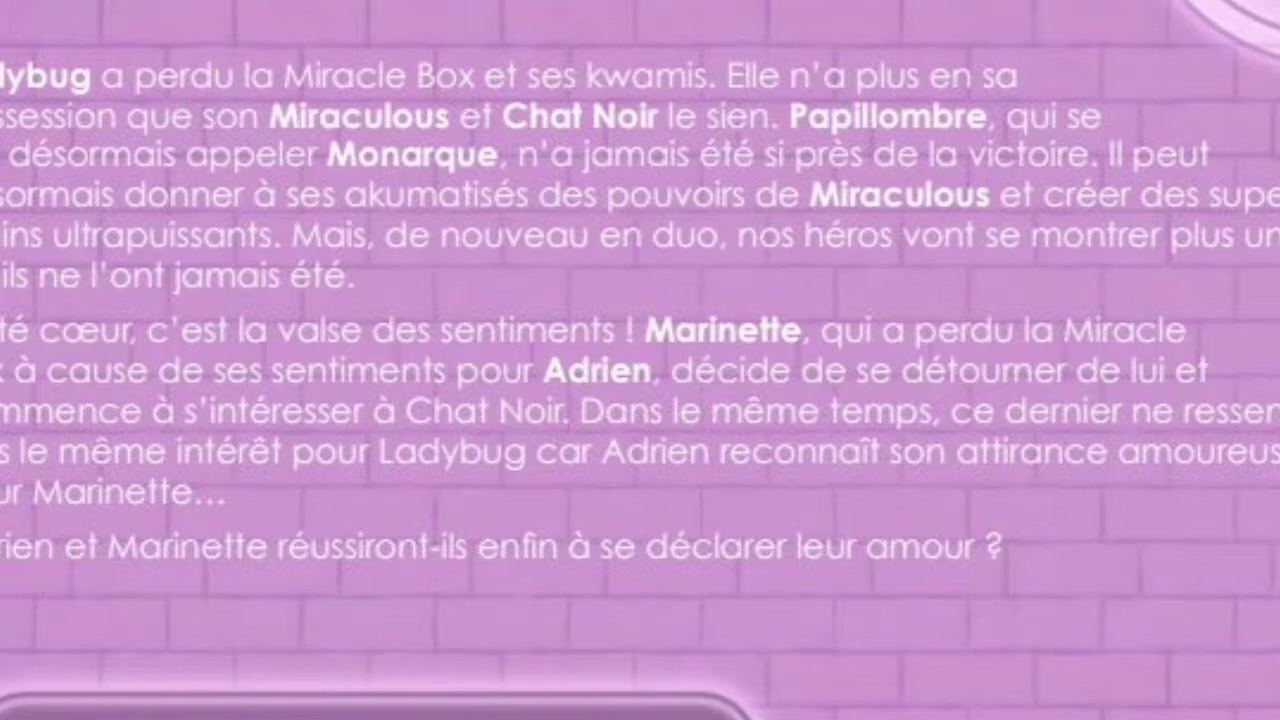 lybug a perdu la Miracle Box et ses kwamis. Elle n'a plus en sa
ssession que son Miraculous et Chat Noir le sien. Papillombre, qui se
désormais appeler Monarque, n'a jamais été si près de la victoire. Il peut
sormais donner à ses akumatisés des pouvoirs de Miraculous et créer des supe
ins ultrapuissants. Mais, de nouveau en duo, nos héros vont se montrer plus un
ils ne l'ont jamais été.
té cœur, c'est la valse des sentiments ! Marinette, qui a perdu la Miracle
x à cause de ses sentiments pour Adrien, décide de se détourner de lui et
mmence à s'intéresser à Chat Noir. Dans le même temps, ce dernier ne resser
s le même intérêt pour Ladybug car Adrien reconnaît son attirance amoureus
ur Marinette...
rien et Marinette réussiront-ils enfin à se déclarer leur amour ?